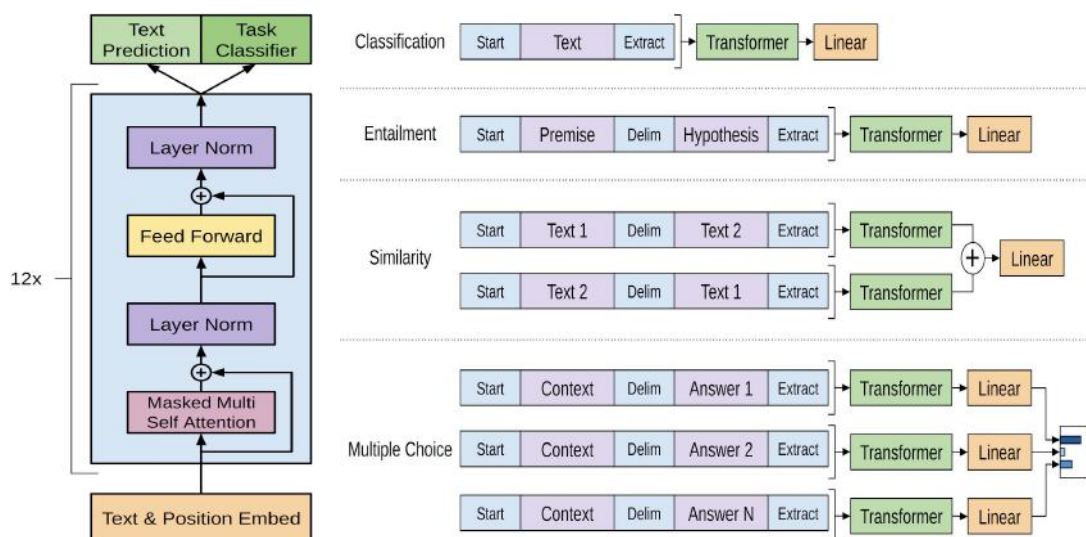 Text
Prediction
Task
Classifier
12x
Layer Norm
Feed Forward
Layer Norm
Masked Multi
Self Attention
Text & Position Embed
Classification
Start Text Extract Transformer Linear
Entailment
Start Premise Delim Hypothesis Extract Transformer Linear
Similarity
Start Text 1 Delim Text 2 Extract Transformer
Linear
Start Text 2 Delim Text 1 Extract Transformer
Multiple Choice
Start Context Delim Answer 1 Extract Transformer Linear
Start Context Delim Answer 2 Extract Transformer Linear
Start Context Delim Answer N Extract Transformer Linear